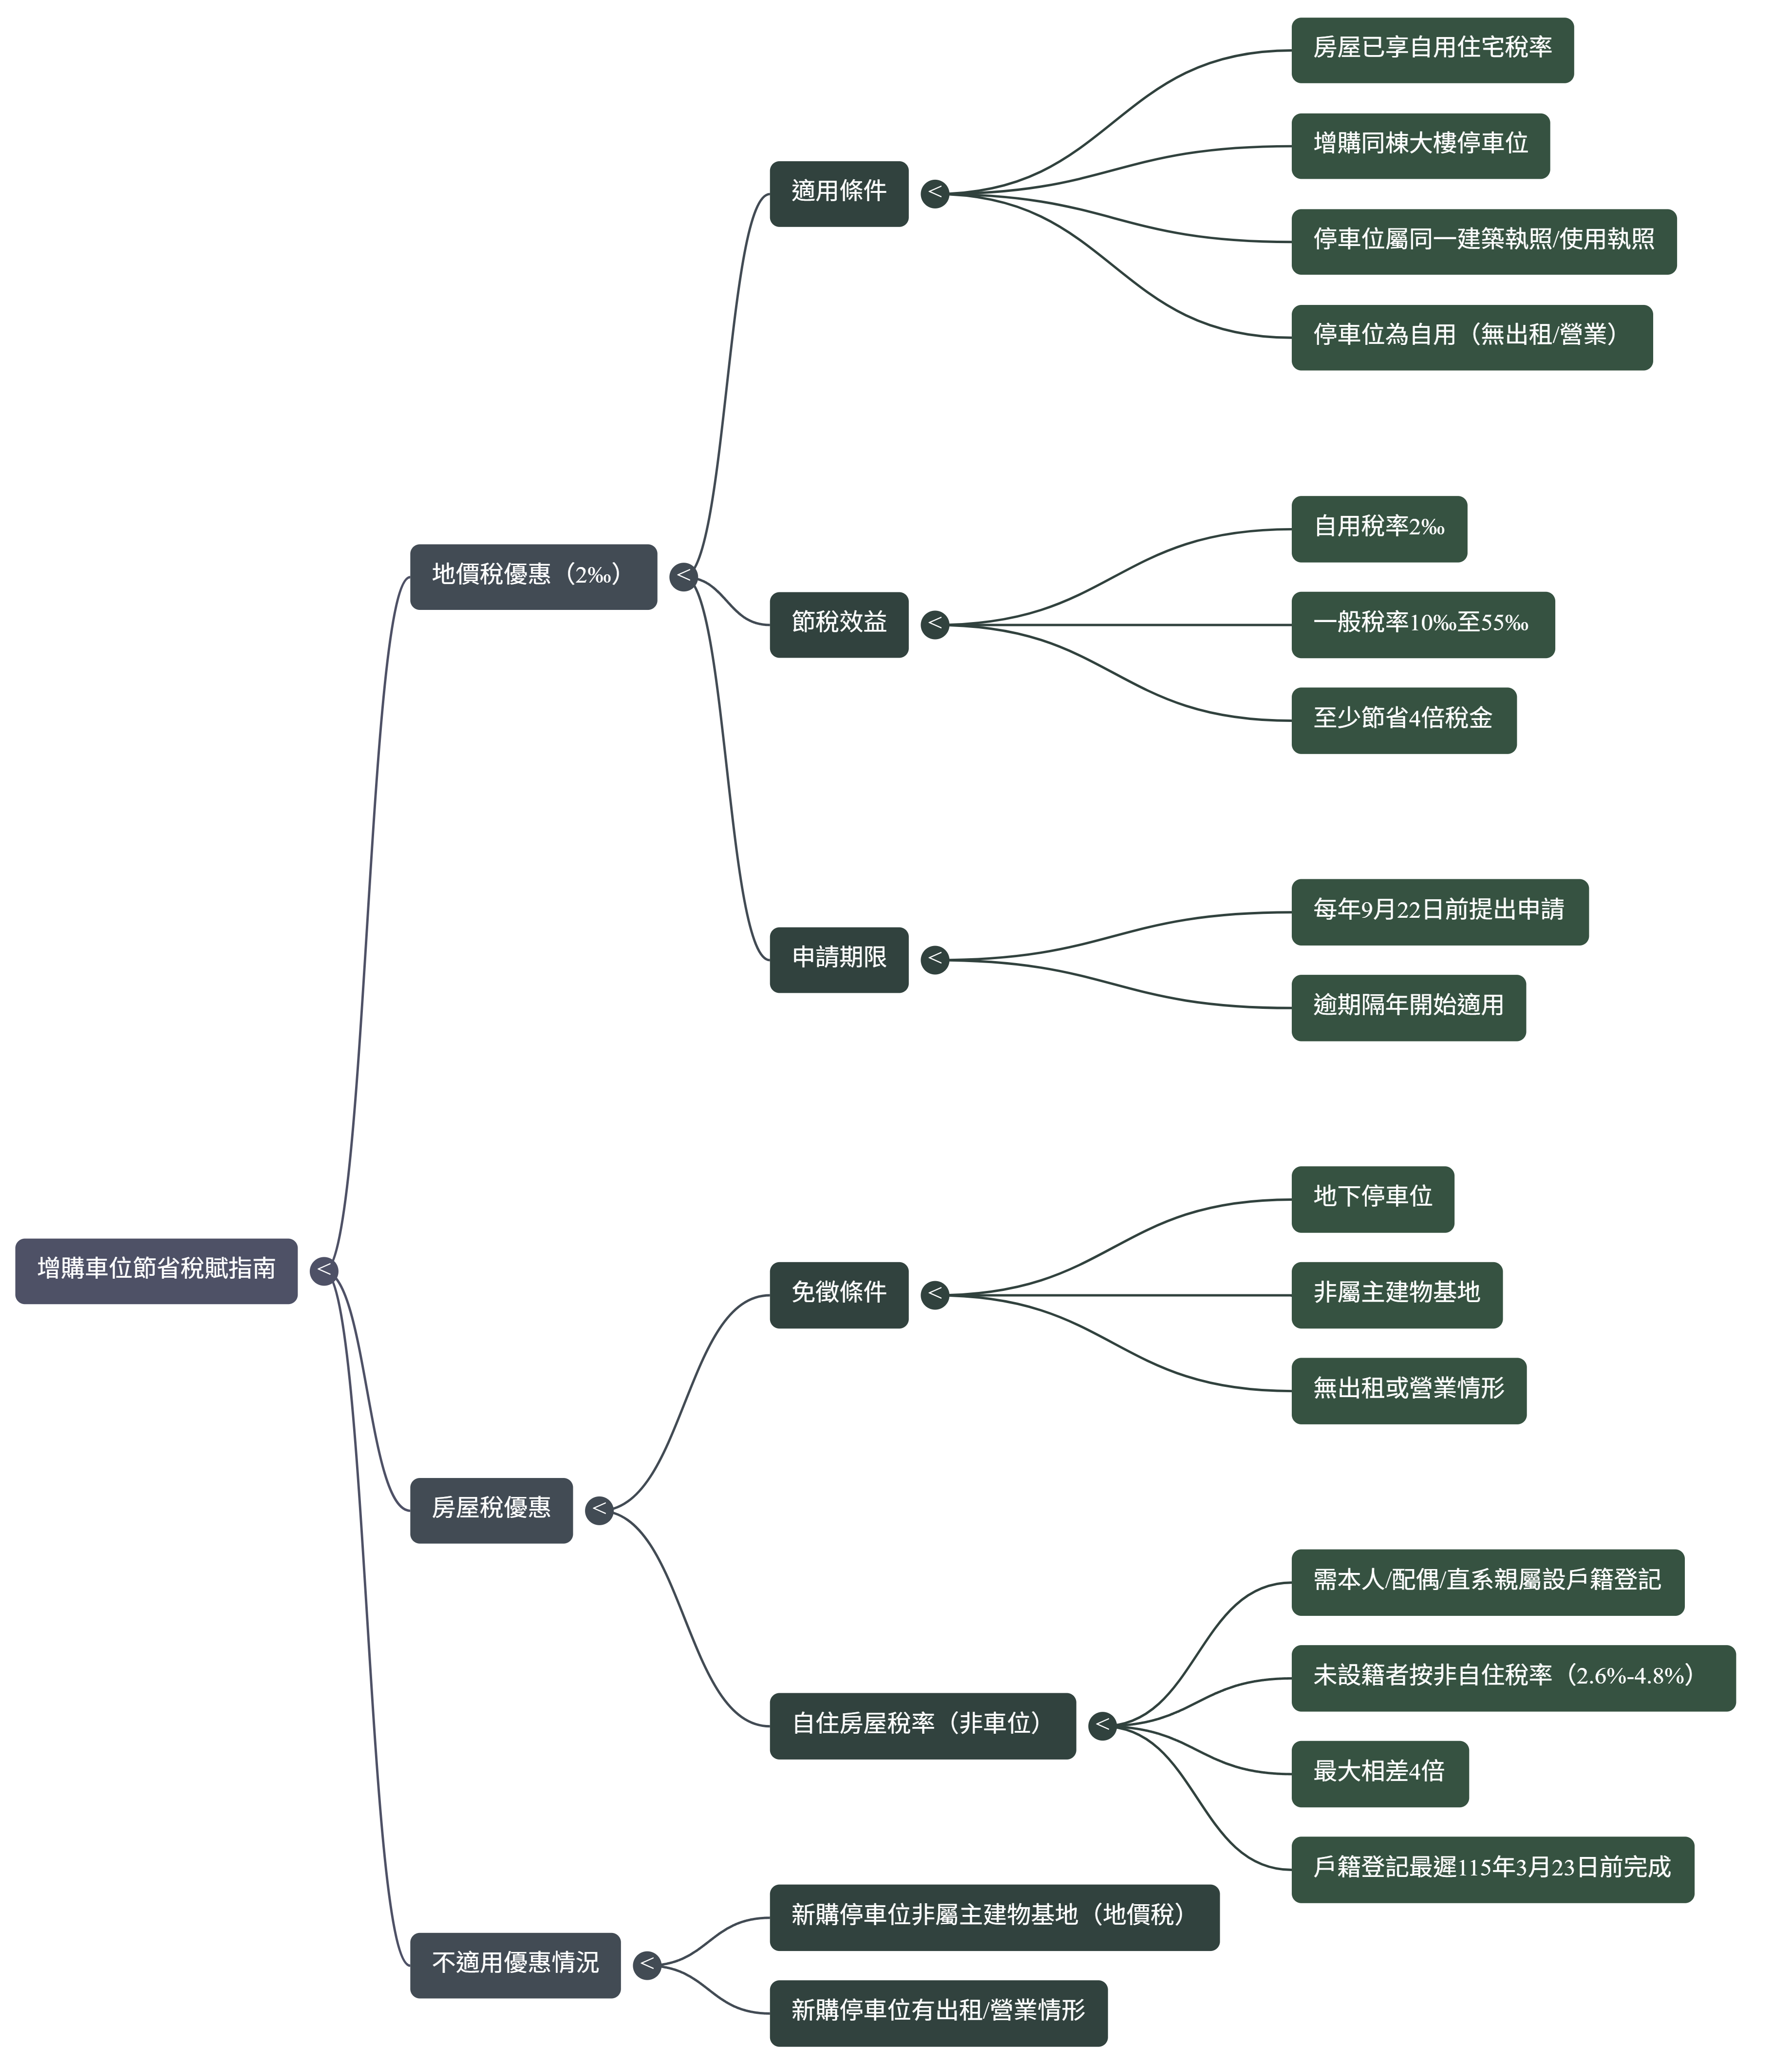 增購車位節省稅賦指南
地價稅優惠（2‰）
適用條件
房屋已享自用住宅稅率
增購同棟大樓停車位
停車位屬同一建築執照/使用執照
停車位為自用（無出租/營業）
節稅效益
自用稅率2‰
一般稅率10‰至55‰
至少節省4倍稅金
申請期限
每年9月22日前提出申請
逾期隔年開始適用
房屋稅優惠
免徵條件
地下停車位
非屬主建物基地
無出租或營業情形
自住房屋稅率（非車位）
需本人/配偶/直系親屬設戶籍登記
未設籍者按非自住稅率（2.6%-4.8%）
最大相差4倍
戶籍登記最遲115年3月23日前完成
不適用優惠情況
新購停車位非屬主建物基地（地價稅）
新購停車位有出租/營業情形